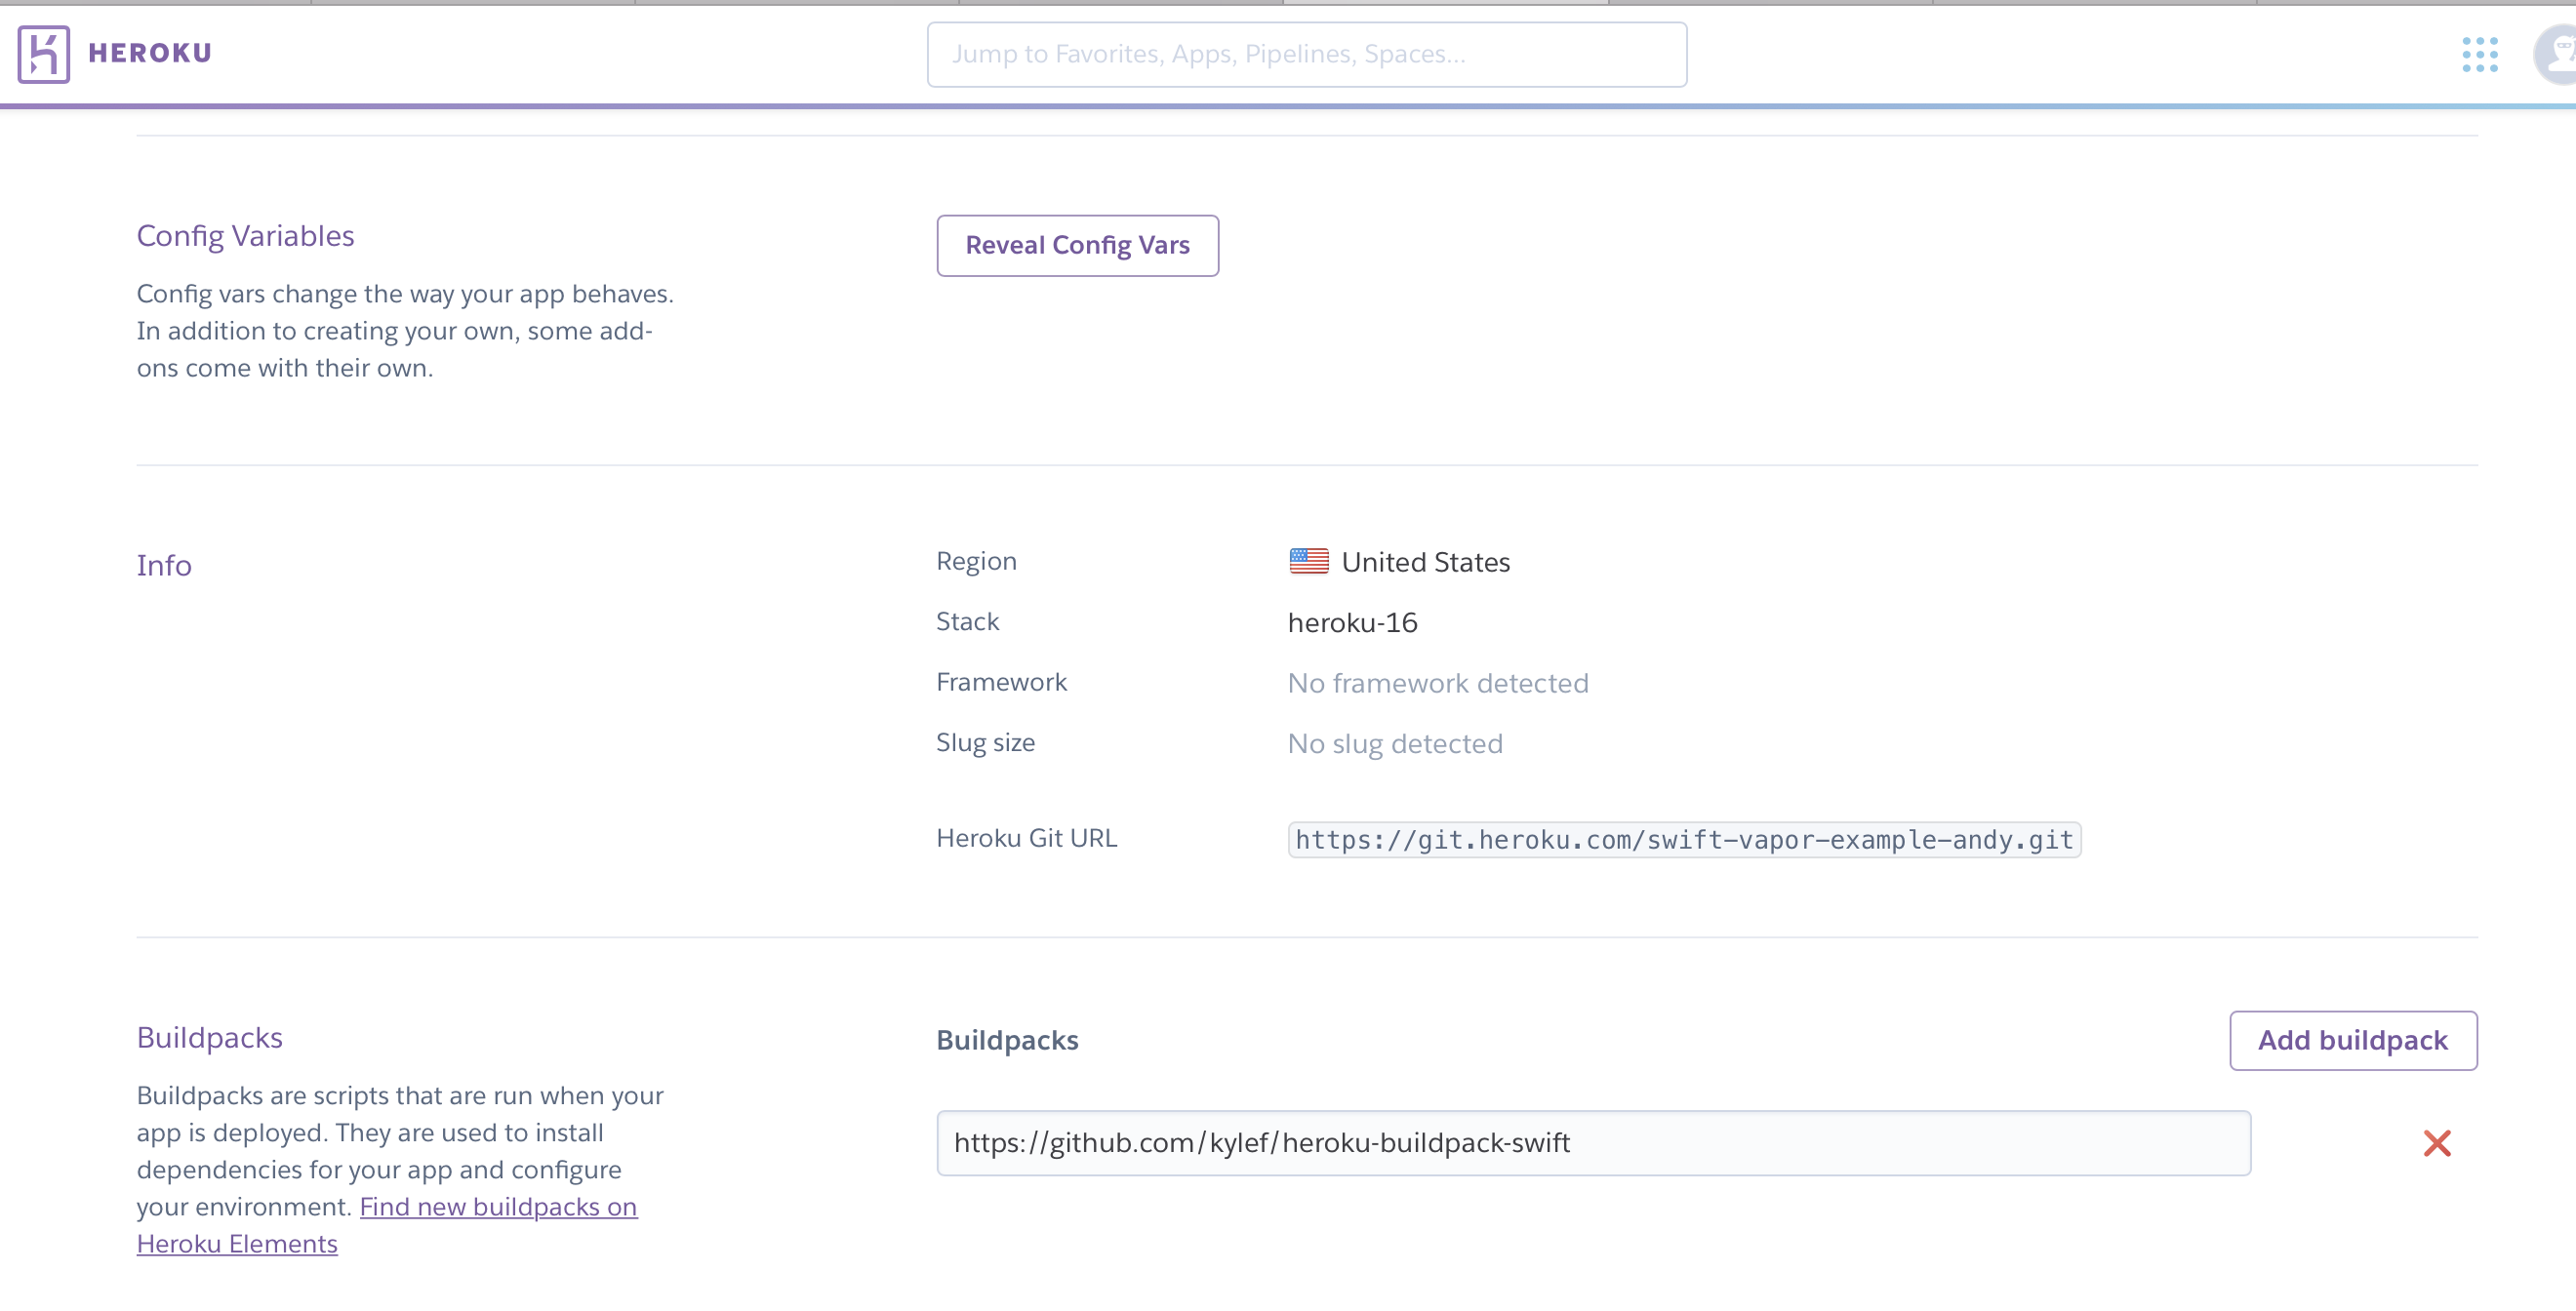 HEROKU
Jump to Favorites, Apps, Pipelines, Spaces...
Config Variables
Reveal Config Vars
Config vars change the way your app behaves.
In addition to creating your own, some add-
ons come with their own.
Info
Region
United States
Stack
heroku-16
Framework
No framework detected
Slug size
No slug detected
Heroku Git URL
https://git.heroku.com/swift-vapor-example-andy.git
Buildpacks
Buildpacks are scripts that are run when your
app is deployed. They are used to install
dependencies for your app and configure
your environment. Find new buildpacks on
Heroku Elements
Buildpacks
Add buildpack
https://github.com/kylef/heroku-buildpack-swift